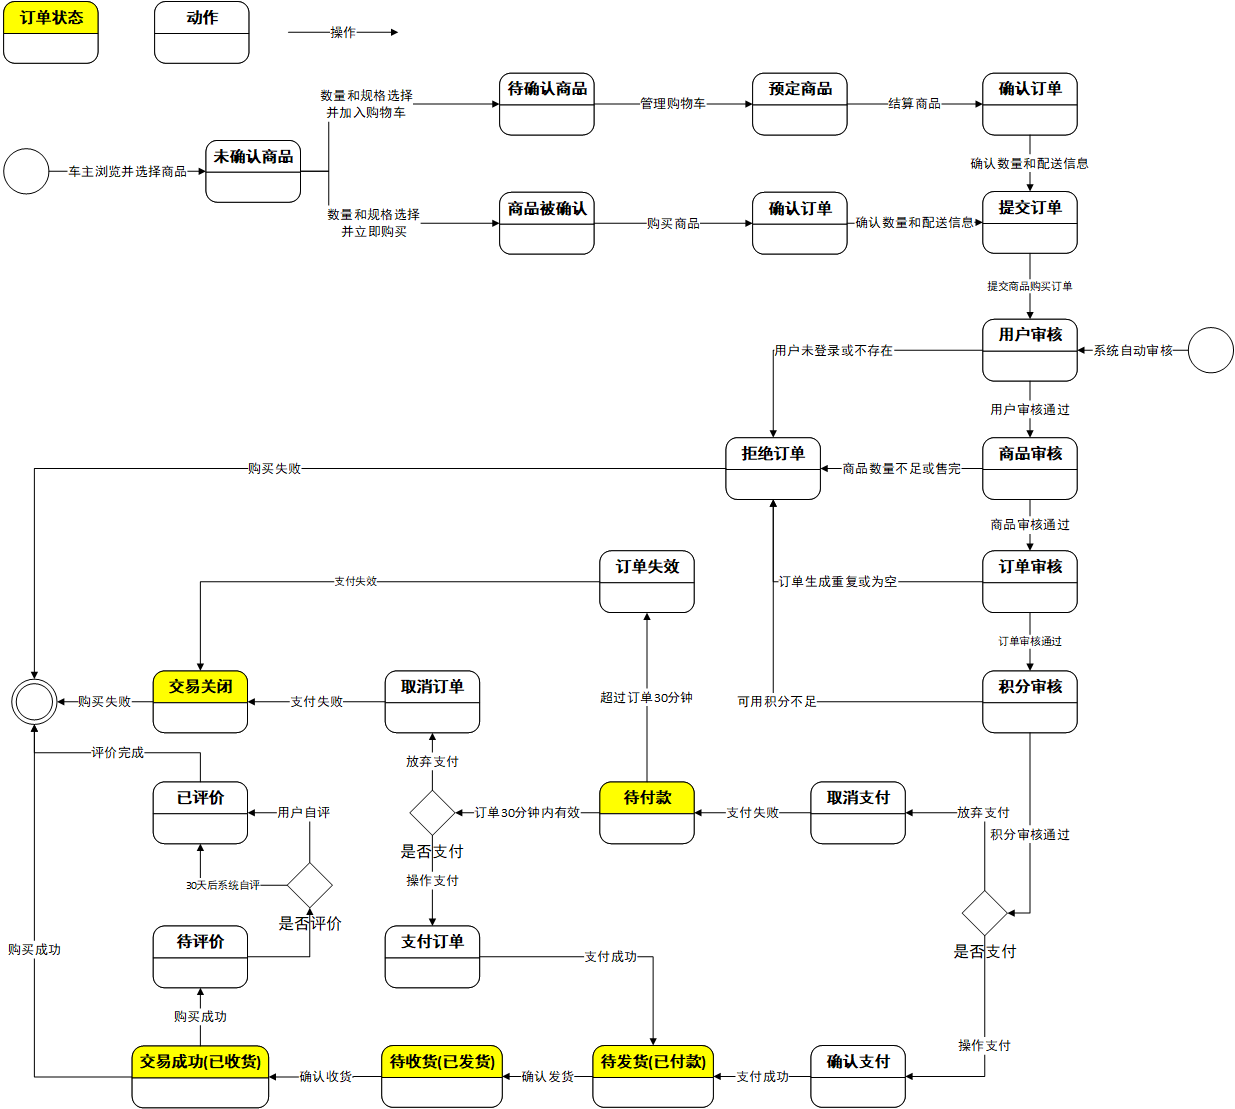 订单状态
动作
操作
数量和规格选择
并加入购物车
待确认商品
管理购物车
预定商品
结算商品
确认订单
车主浏览并选择商品
未确认商品
确认数量和配送信息
数量和规格选择
并立即购买
商品被确认
购买商品
确认订单
确认数量和配送信息
提交订单
提交商品购买订单
用户未登录或不存在
用户审核
系统自动审核
用户审核通过
购买失败
拒绝订单
商品数量不足或售完
商品审核
商品审核通过
支付失效
订单失效
订单生成重复或为空
订单审核
订单审核通过
购买失败
交易关闭
支付失败
取消订单
超过订单30分钟
可用积分不足
积分审核
评价完成
放弃支付
已评价
用户自评
订单30分钟内有效
待付款
支付失败
取消支付
放弃支付
积分审核通过
是否支付
30天后系统自评
操作支付
是否评价
购买成功
待评价
支付订单
支付成功
是否支付
购买成功
操作支付
交易成功(已收货)
确认收货
待收货(已发货)
确认发货
待发货(已付款)
支付成功
确认支付